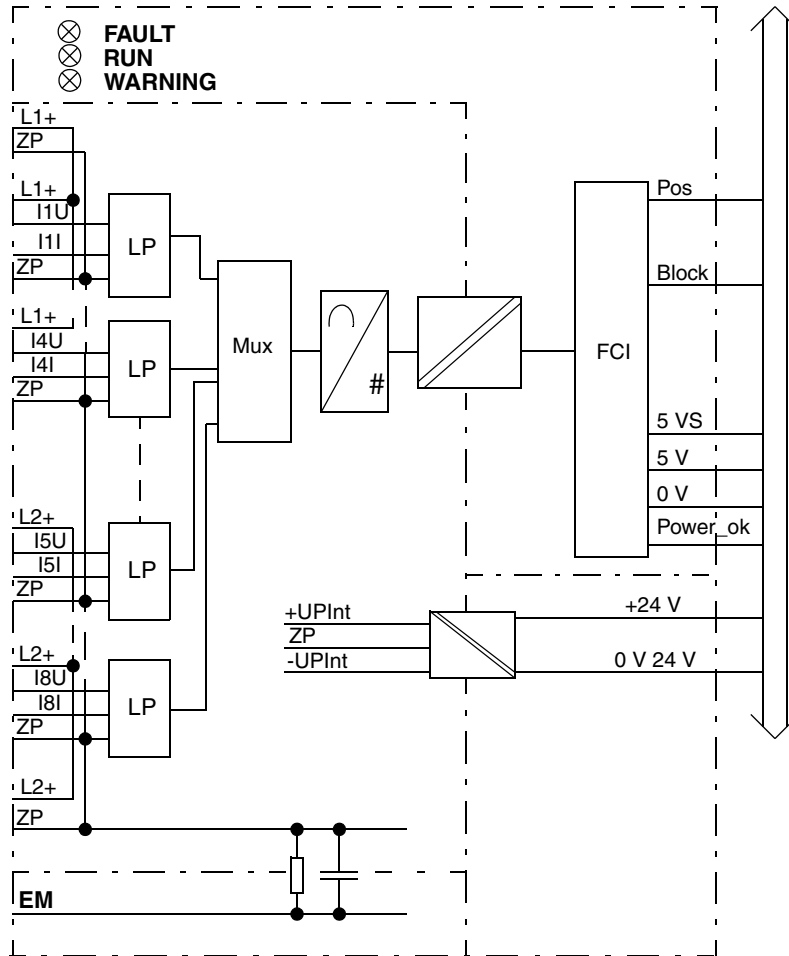 FAULT
RUN
WARNING
L1+
ZP
L1+
I1U
I1I
ZP
LP
L1+
I4U
I4I
ZP
LP
Mux
#
FCI
Pos
Block
5 VS
5 V
0 V
Power_ok
L2+
I5U
I5I
ZP
LP
+UPInt
ZP
-UPInt
+24 V
0 V 24 V
L2+
I8U
I8I
ZP
LP
L2+
ZP
EM